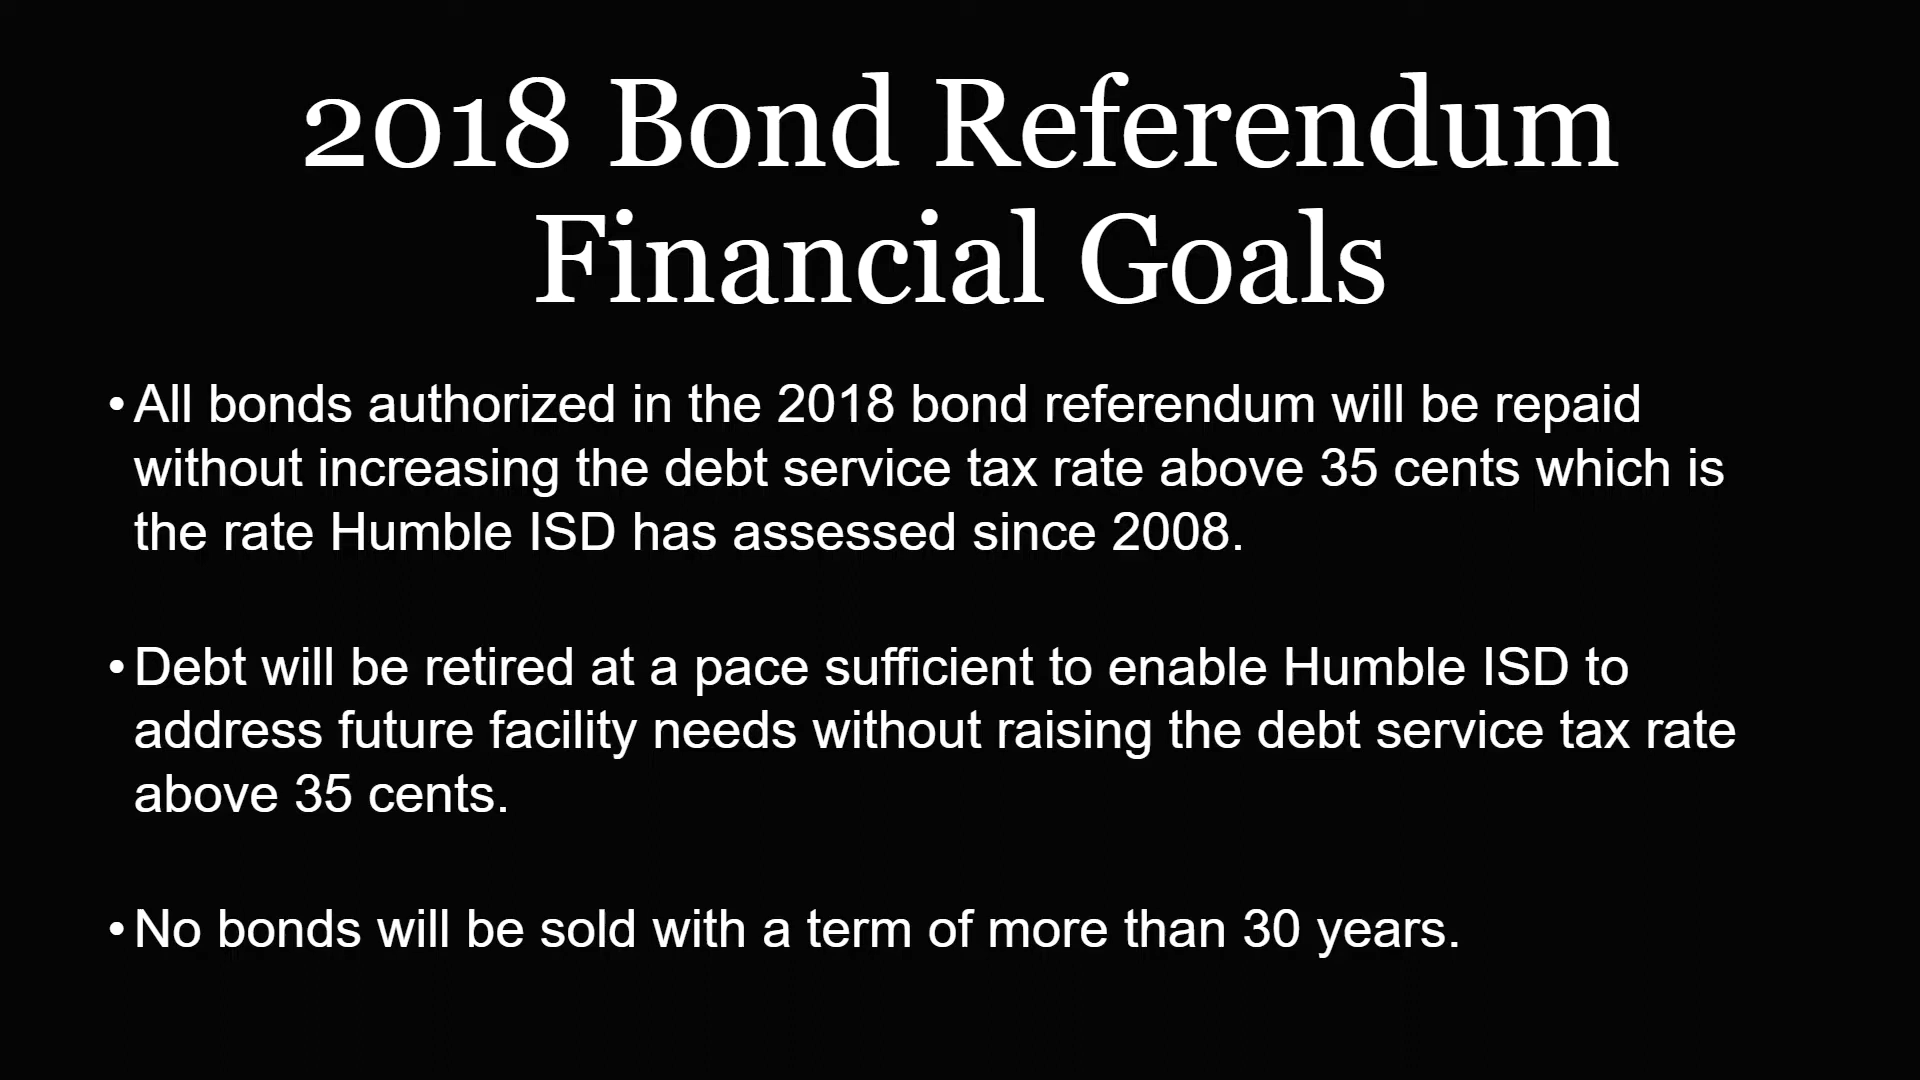 2018 Bond Referendum
Financial Goals
• All bonds authorized in the 2018 bond referendum will be repaid
without increasing the debt service tax rate above 35 cents which is
the rate Humble ISD has assessed since 2008.
• Debt will be retired at a pace sufficient to enable Humble ISD to
address future facility needs without raising the debt service tax rate
above 35 cents.
• No bonds will be sold with a term of more than 30 years.